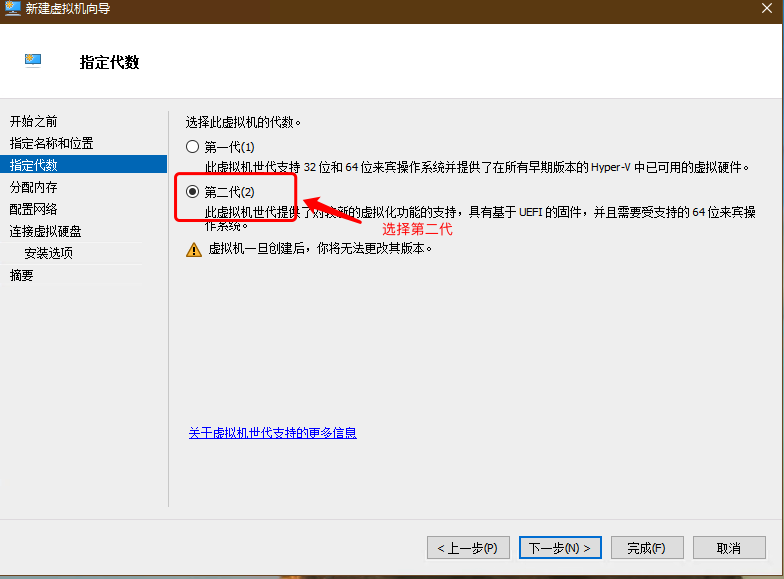 新建虚拟机向导
指定代数
开始之前
指定名称和位置
指定代数
分配内存
配置网络
连接虚拟硬盘
安装选项
摘要
选择此虚拟机的代数。
第一代(1)
此虚拟机世代支持 32 位和 64 位来宾操作系统并提供了在所有早期版本的 Hyper-V 中已可用的虚拟硬件。
第二代(2)
此虚拟机世代提供了对较新的虚拟化功能的支持，具有基于 UEFI 的固件，并且需要受支持的 64 位来宾操
作系统。
选择第二代
虚拟机一旦创建后，你将无法更改其版本。
关于虚拟机世代支持的更多信息
< 上一步(P)
下一步(N) >
完成(F)
取消